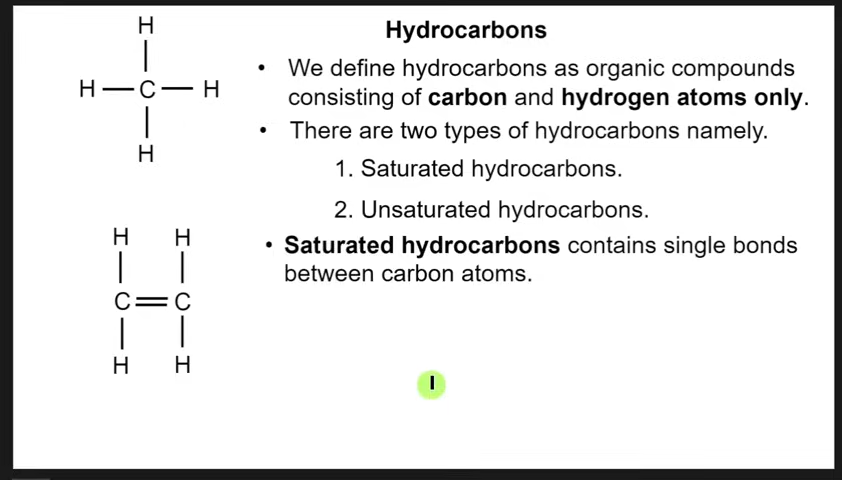 Hydrocarbons
• We define hydrocarbons as organic compounds
consisting of carbon and hydrogen atoms only.
• There are two types of hydrocarbons namely.
1. Saturated hydrocarbons.
2. Unsaturated hydrocarbons.
• Saturated hydrocarbons contains single bonds
between carbon atoms.
H
H C H
H
H H
C C
H H